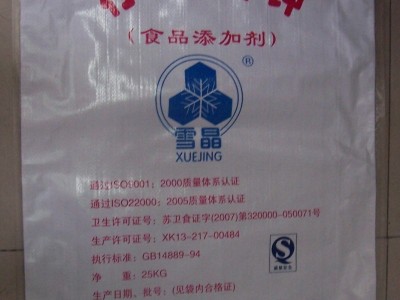 （食品添加剂）
®
雪晶
XUEJING
通过ISO9001：2000质量体系认证
通过ISO22000：2005质量体系认证
卫生许可证号：苏卫食证字(2007)第320000-050071号
生产许可证号：XK13-217-00484
执行标准：GB14889-94
净　重：25KG
生产日期、批号：(见袋内合格证)